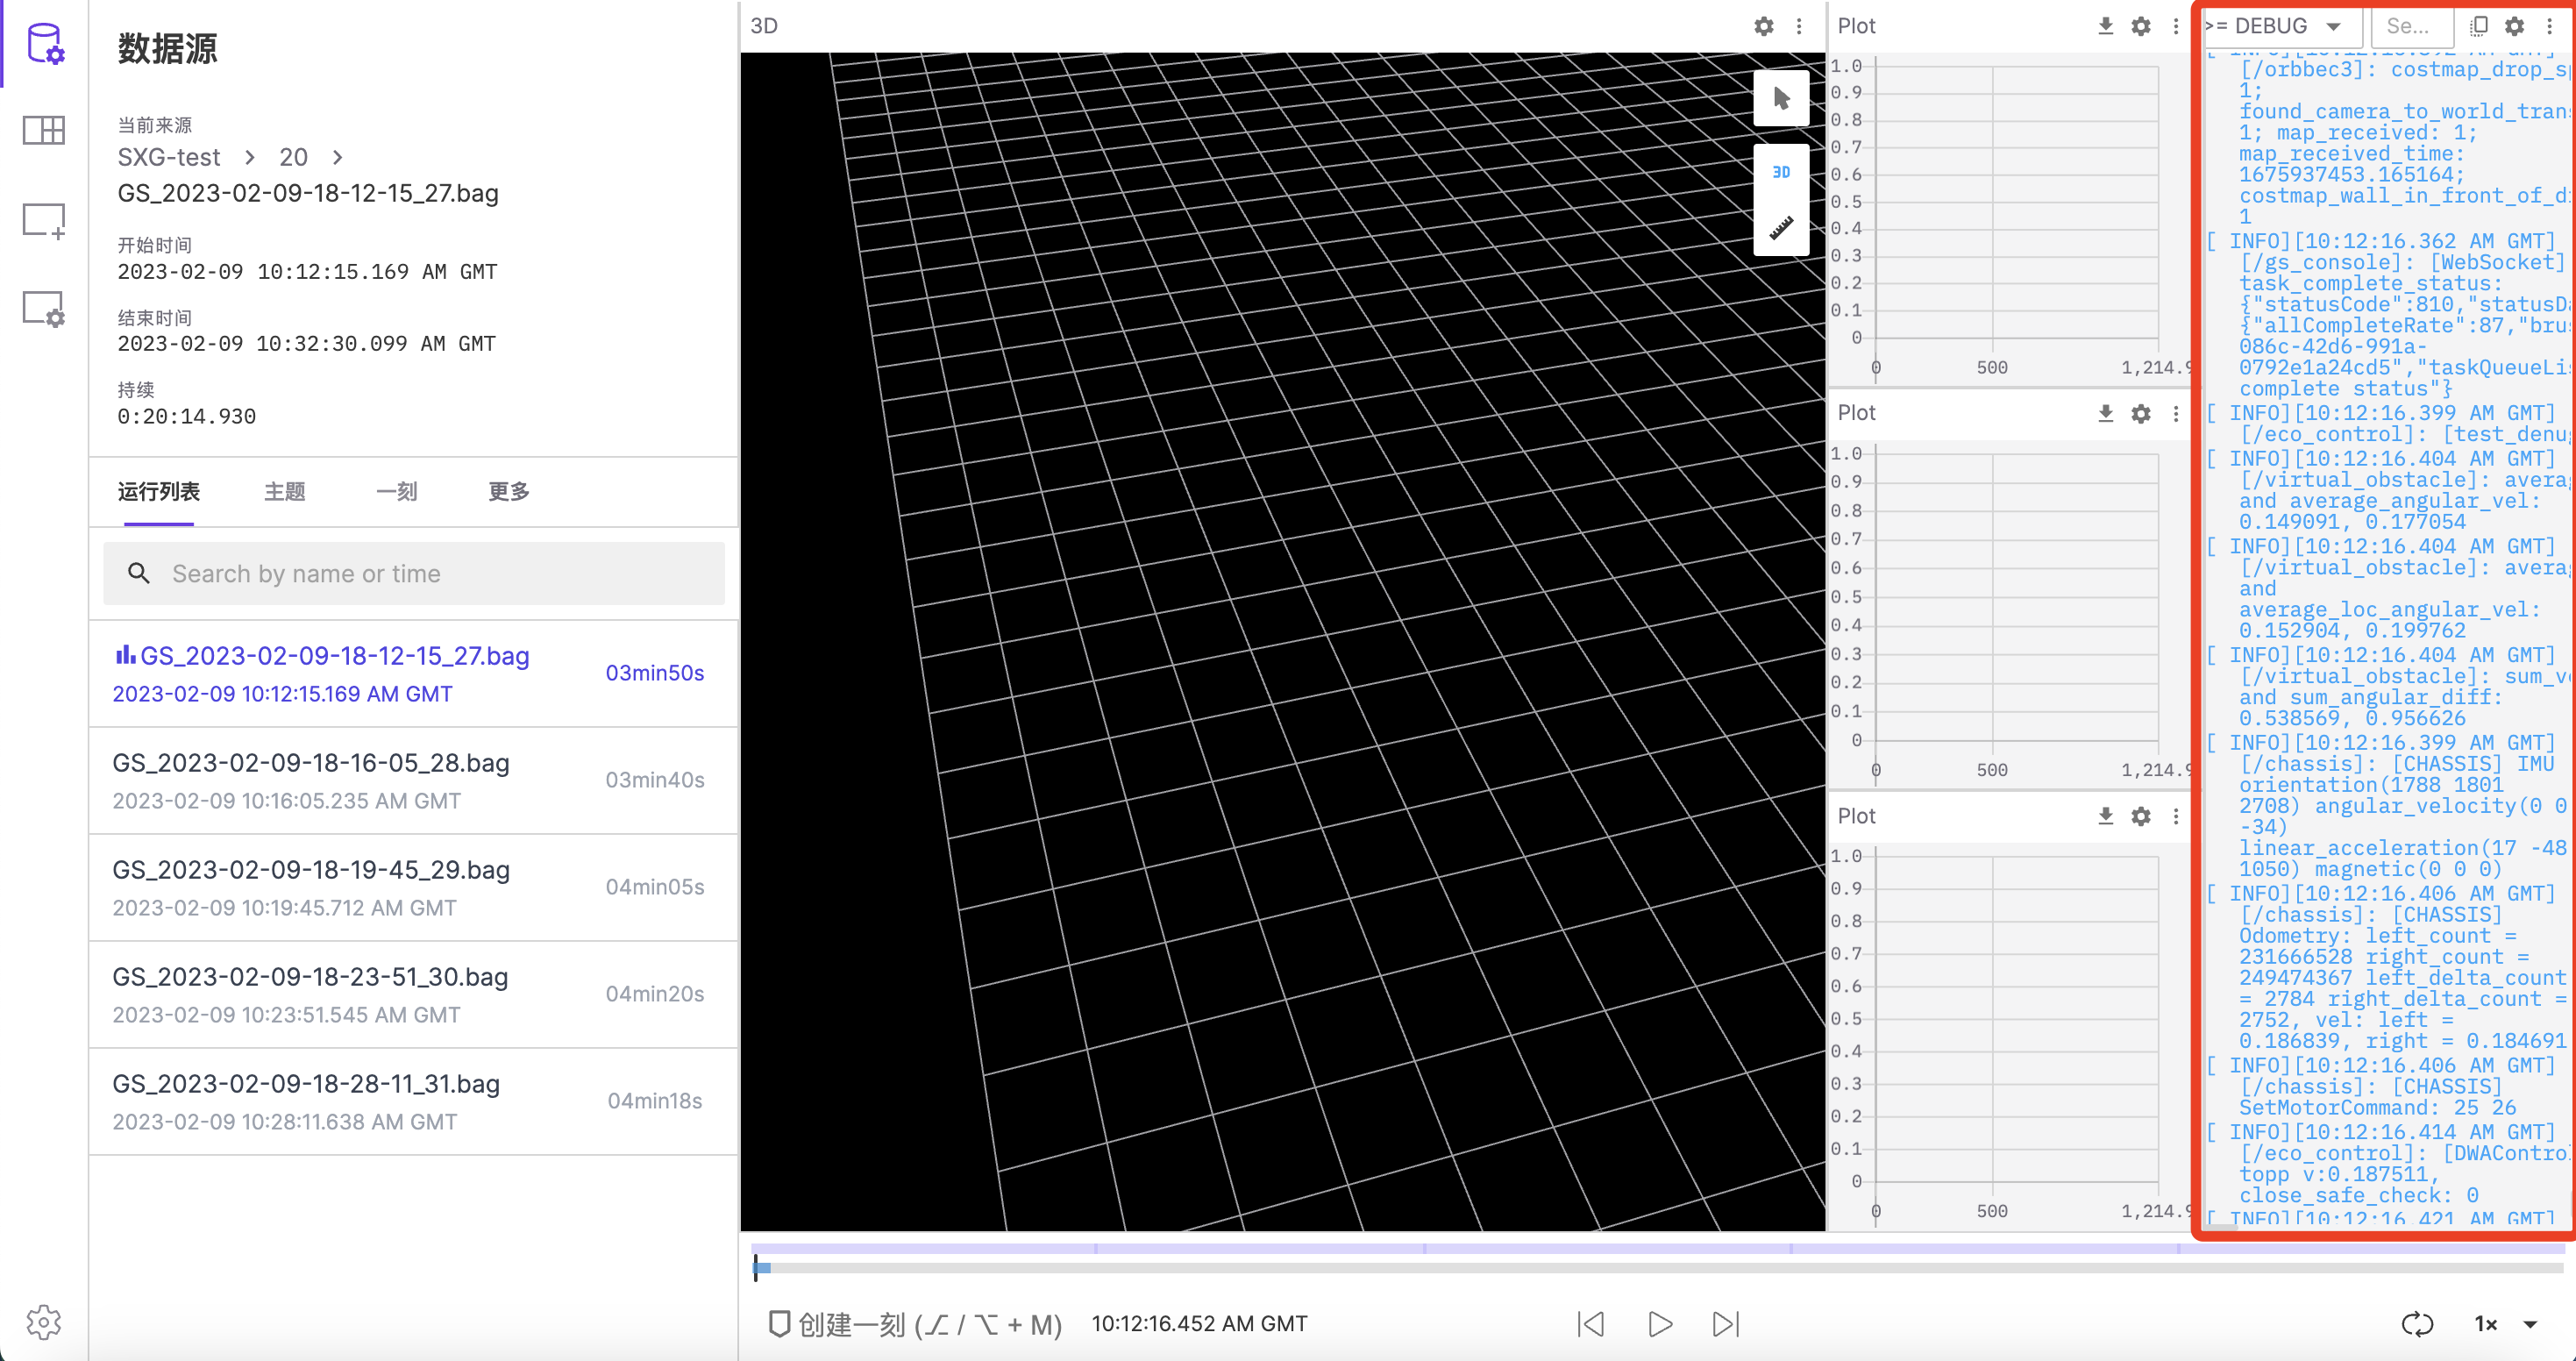 数据源
当前来源
SXG-test > 20 >
GS_2023-02-09-18-12-15_27.bag
开始时间
2023-02-09 10:12:15.169 AM GMT
结束时间
2023-02-09 10:32:30.099 AM GMT
持续
0:20:14.930
运行列表 主题 一刻 更多
Search by name or time
GS_2023-02-09-18-12-15_27.bag
03min50s
2023-02-09 10:12:15.169 AM GMT
GS_2023-02-09-18-16-05_28.bag
03min40s
2023-02-09 10:16:05.235 AM GMT
GS_2023-02-09-18-19-45_29.bag
04min05s
2023-02-09 10:19:45.712 AM GMT
GS_2023-02-09-18-23-51_30.bag
04min20s
2023-02-09 10:23:51.545 AM GMT
GS_2023-02-09-18-28-11_31.bag
04min18s
2023-02-09 10:28:11.638 AM GMT
3D
3D
Plot
1.0
0.9
0.8
0.7
0.6
0.5
0.4
0.3
0.2
0.1
0
0 500 1,214.9
Plot
1.0
0.9
0.8
0.7
0.6
0.5
0.4
0.3
0.2
0.1
0
0 500 1,214.9
Plot
1.0
0.9
0.8
0.7
0.6
0.5
0.4
0.3
0.2
0.1
0
0 500 1,214.9
>= DEBUG Se...
[/orbbec3]: costmap_drop_s
1;
found_camera_to_world_tran
1; map_received: 1;
map_received_time:
1675937453.165164;
costmap_wall_in_front_of_d
1
[ INFO][10:12:16.362 AM GMT]
[/gs_console]: [WebSocket]
task_complete_status:
{"statusCode":810,"statusD
{"allCompleteRate":87,"bru
086c-42d6-991a-
0792e1a24cd5","taskQueueLi
complete status"}
[ INFO][10:12:16.399 AM GMT]
[/eco_control]: [test_denu
[ INFO][10:12:16.404 AM GMT]
[/virtual_obstacle]: avera
and average_angular_vel:
0.149091, 0.177054
[ INFO][10:12:16.404 AM GMT]
[/virtual_obstacle]: avera
and
average_loc_angular_vel:
0.152904, 0.199762
[ INFO][10:12:16.404 AM GMT]
[/virtual_obstacle]: sum_v
and sum_angular_diff:
0.538569, 0.956626
[ INFO][10:12:16.399 AM GMT]
[/chassis]: [CHASSIS] IMU
orientation(1788 1801
2708) angular_velocity(0 0
-34)
linear_acceleration(17 -48
1050) magnetic(0 0 0)
[ INFO][10:12:16.406 AM GMT]
[/chassis]: [CHASSIS]
Odometry: left_count =
231666528 right_count =
249474367 left_delta_count
= 2784 right_delta_count =
2752, vel: left =
0.186839, right = 0.184691
[ INFO][10:12:16.406 AM GMT]
[/chassis]: [CHASSIS]
SetMotorCommand: 25 26
[ INFO][10:12:16.414 AM GMT]
[/eco_control]: [DWAContro
topp v:0.187511,
close_safe_check: 0
[ INFO][10:12:16.421 AM GMT]
创建一刻 (⌥ / ⌥ + M) 10:12:16.452 AM GMT
1×